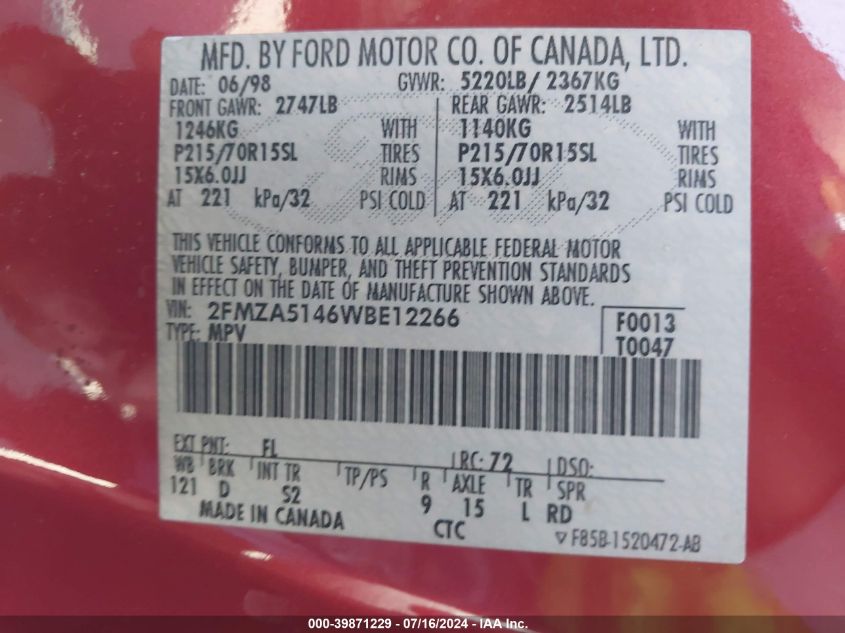 MFD. BY FORD MOTOR CO. OF CANADA, LTD.
DATE: 06/98 GVWR: 5220LB/ 2367KG
FRONT GAWR: 2747LB REAR GAWR: 2514LB
1246KG WITH 1140KG WITH
P215/70R15SL TIRES P215/70R15SL TIRES
15X6.0JJ RIMS 15X6.0JJ RIMS
AT 221 kPa/32 PSI COLD AT 221 kPa/32 PSI COLD
THIS VEHICLE CONFORMS TO ALL APPLICABLE FEDERAL MOTOR
VEHICLE SAFETY, BUMPER, AND THEFT PREVENTION STANDARDS
IN EFFECT ON THE DATE OF MANUFACTURE SHOWN ABOVE.
VIN: 2FMZA5146WBE12266 F0013
TYPE: MPV T0047
EXT PNT: FL RC: 72 DSO:
WB BRK INT TR TP/PS R AXLE TR SPR
121 D S2 9 15 L RD
MADE IN CANADA CTC F85B-1520472-AB
000-39871229 - 07/16/2024 - IAA Inc.